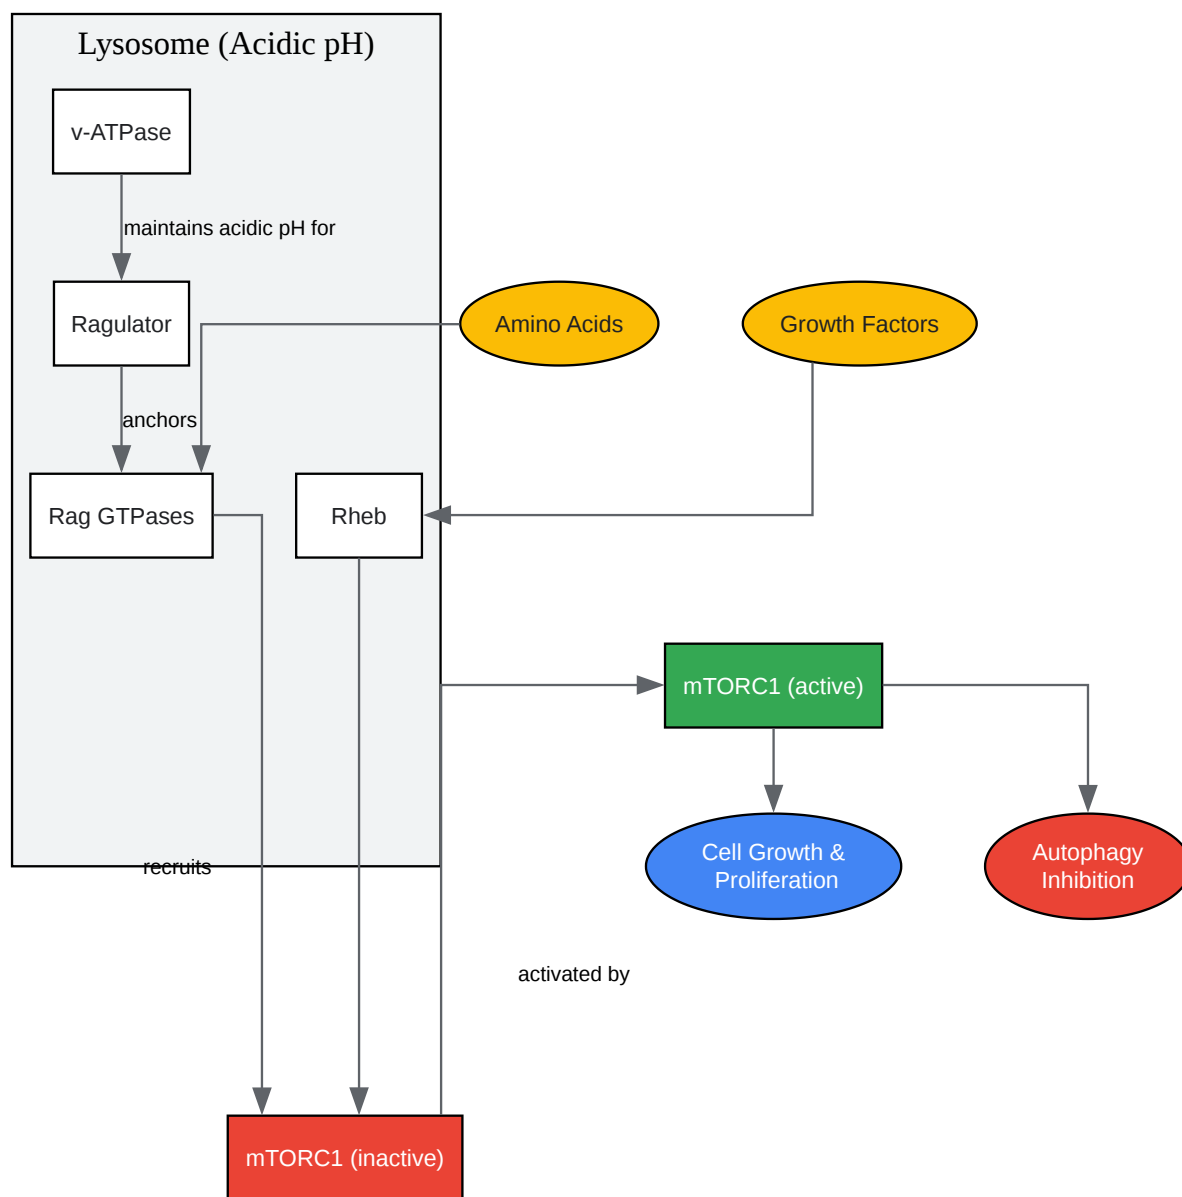 Lysosome (Acidic pH)
v-ATPase
maintains acidic pH for
Ragulator
Amino Acids
Growth Factors
anchors
Rag GTPases
Rheb
mTORC1 (active)
Cell Growth &
Proliferation
Autophagy
Inhibition
recruits
activated by
mTORC1 (inactive)